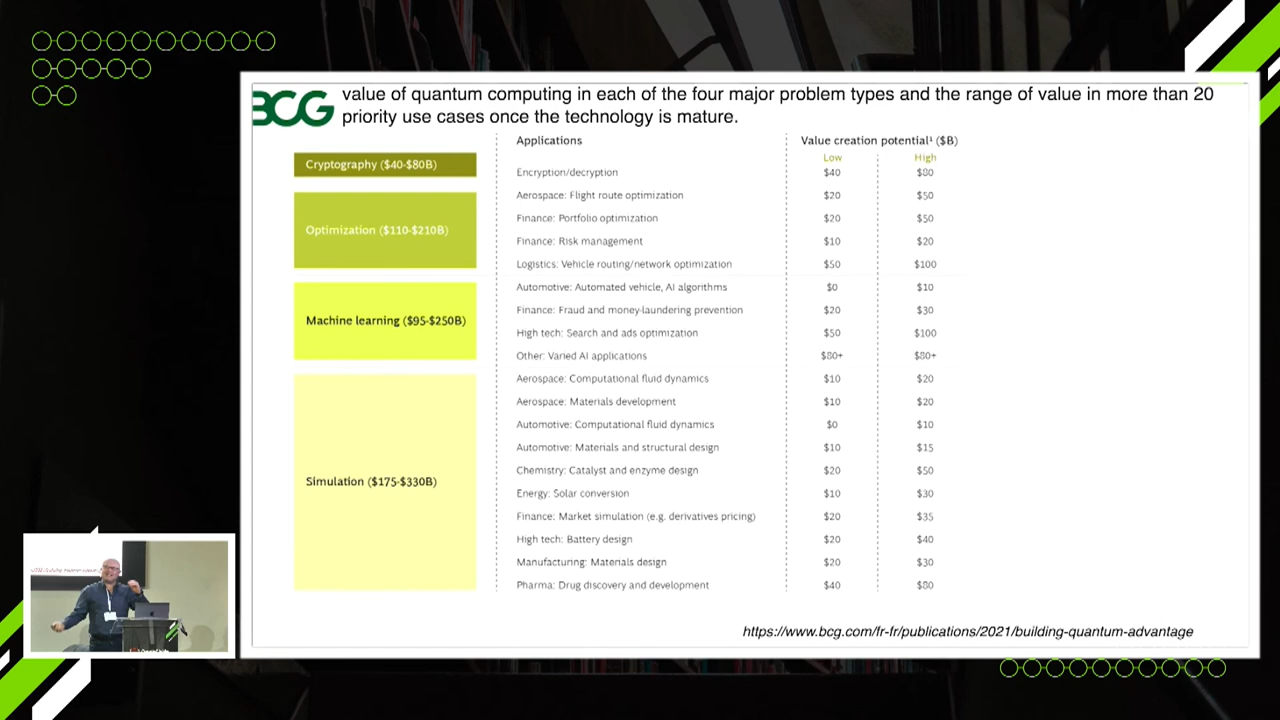 BCG
value of quantum computing in each of the four major problem types and the range of value in more than 20
priority use cases once the technology is mature.
Applications
Value creation potential¹ ($B)
Low High
Cryptography ($40-$80B)
Encryption/decryption $40 $80
Optimization ($110-$210B)
Aerospace: Flight route optimization $20 $50
Finance: Portfolio optimization $20 $50
Finance: Risk management $10 $20
Logistics: Vehicle routing/network optimization $50 $100
Machine learning ($95-$250B)
Automotive: Automated vehicle, AI algorithms $0 $10
Finance: Fraud and money-laundering prevention $20 $30
High tech: Search and ads optimization $50 $100
Other: Varied AI applications $80+ $80+
Simulation ($175-$330B)
Aerospace: Computational fluid dynamics $10 $20
Aerospace: Materials development $10 $20
Automotive: Computational fluid dynamics $0 $10
Automotive: Materials and structural design $10 $15
Chemistry: Catalyst and enzyme design $20 $50
Energy: Solar conversion $10 $30
Finance: Market simulation (e.g. derivatives pricing) $20 $35
High tech: Battery design $20 $40
Manufacturing: Materials design $20 $30
Pharma: Drug discovery and development $40 $80
https://www.bcg.com/fr-fr/publications/2021/building-quantum-advantage